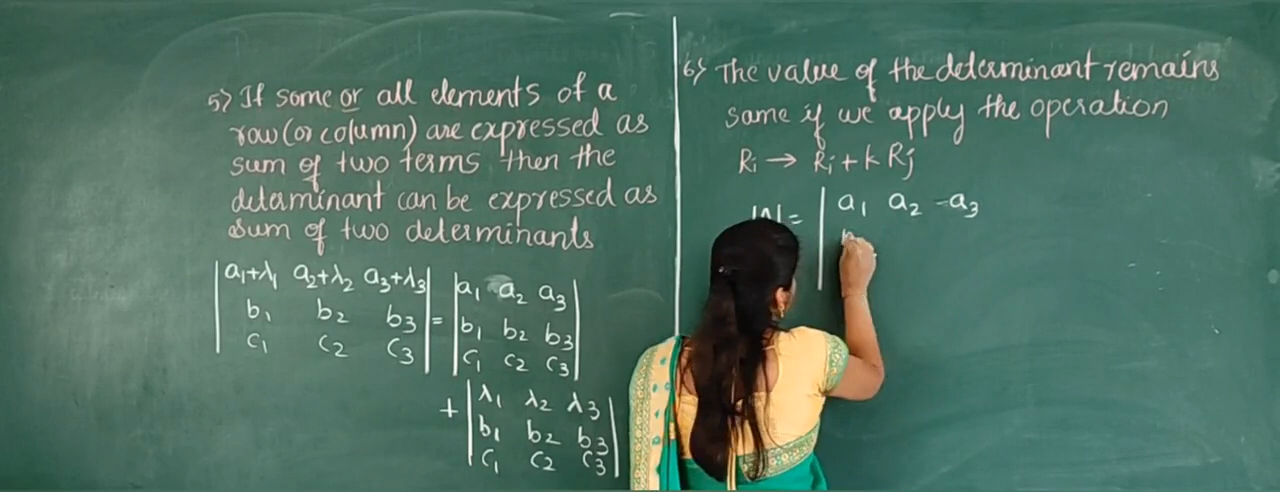 5) If some or all elements of a
row (or column) are expressed as
sum of two terms then the
determinant can be expressed as
sum of two determinants
|a₁+λ₁ a₂+λ₂ a₃+λ₃| |a₁ a₂ a₃|
|b₁ b₂ b₃| = |b₁ b₂ b₃|
|c₁ c₂ c₃| |c₁ c₂ c₃|
+ |λ₁ λ₂ λ₃|
|b₁ b₂ b₃|
|c₁ c₂ c₃|
6) The value of the determinant remains
same if we apply the operation
Rᵢ → Rᵢ + k Rⱼ
= | a₁ a₂ a₃